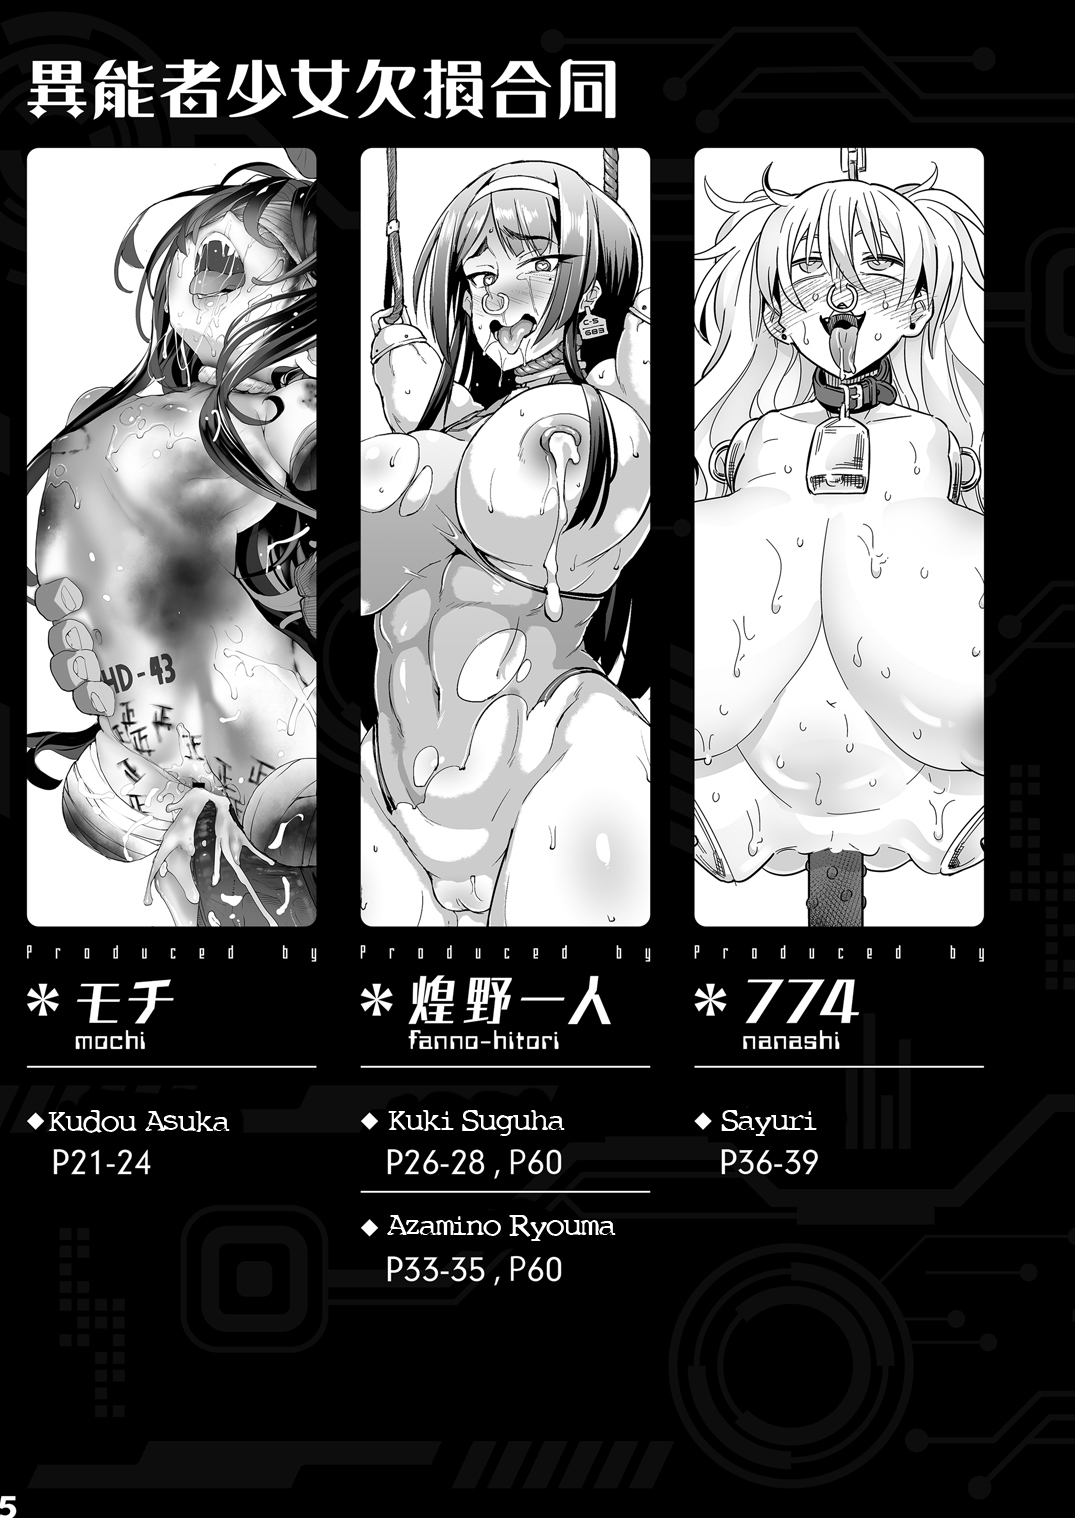 異能者少女欠損合同
C-S
683
HD-43
Produced by
* モチ
mochi
◆Kudou Asuka
P21-24
Produced by
* 煌野一人
fanno-hitori
◆ Kuki Suguha
P26-28 , P60
◆ Azamino Ryouma
P33-35 , P60
Produced by
* 774
nanashi
◆ Sayuri
P36-39
5